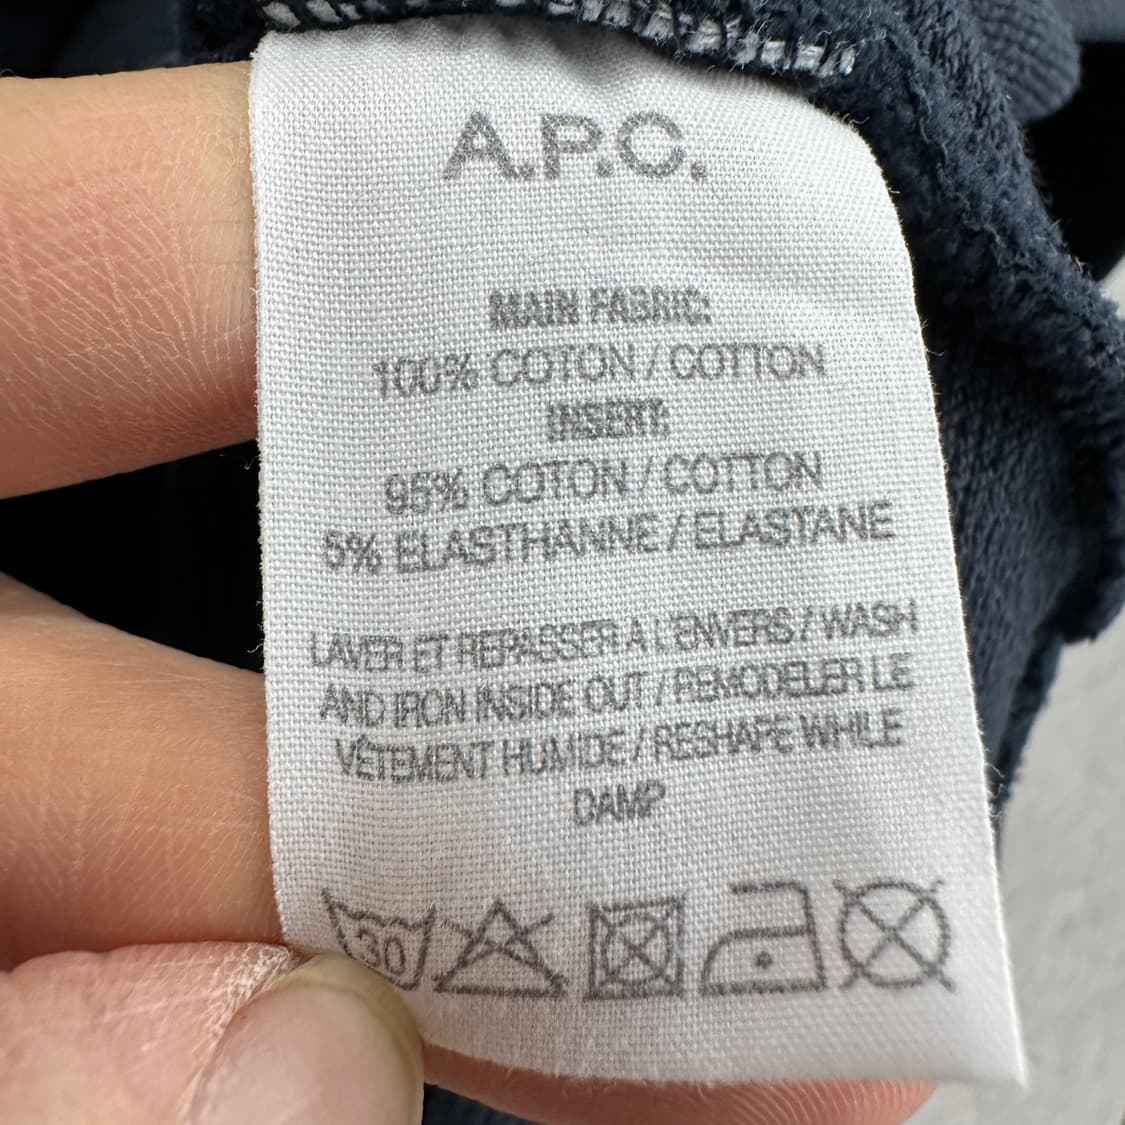 A.P.C.
MAIN FABRIC:
100% COTON / COTTON
INSERT:
95% COTON / COTTON
5% ELASTHANNE / ELASTANE
LAVER ET REPASSER A L'ENVERS / WASH
AND IRON INSIDE OUT / REMODELER LE
VÊTEMENT HUMIDE / RESHAPE WHILE
DAMP
30